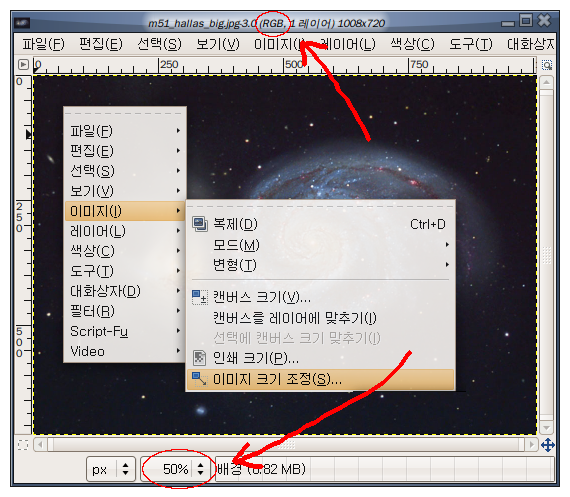 m51_hallas_big.jpg-3.0 (RGB, 1 레이어) 1008x720
파일(F) 편집(E) 선택(S) 보기(V) 이미지(I) 레이어(L) 색상(C) 도구(T) 대화상자
0 250 500 750
0
250
500
파일(F)
편집(E)
선택(S)
보기(V)
이미지(I)
레이어(L)
색상(C)
도구(T)
대화상자(D)
필터(R)
Script-Fu
Video
복제(D) Ctrl+D
모드(M)
변형(T)
캔버스 크기(V)...
캔버스를 레이어에 맞추기(I)
선택에 캔버스 크기 맞추기(I)
인쇄 크기(P)...
이미지 크기 조정(S)...
px 50% 배경 (6.82 MB)